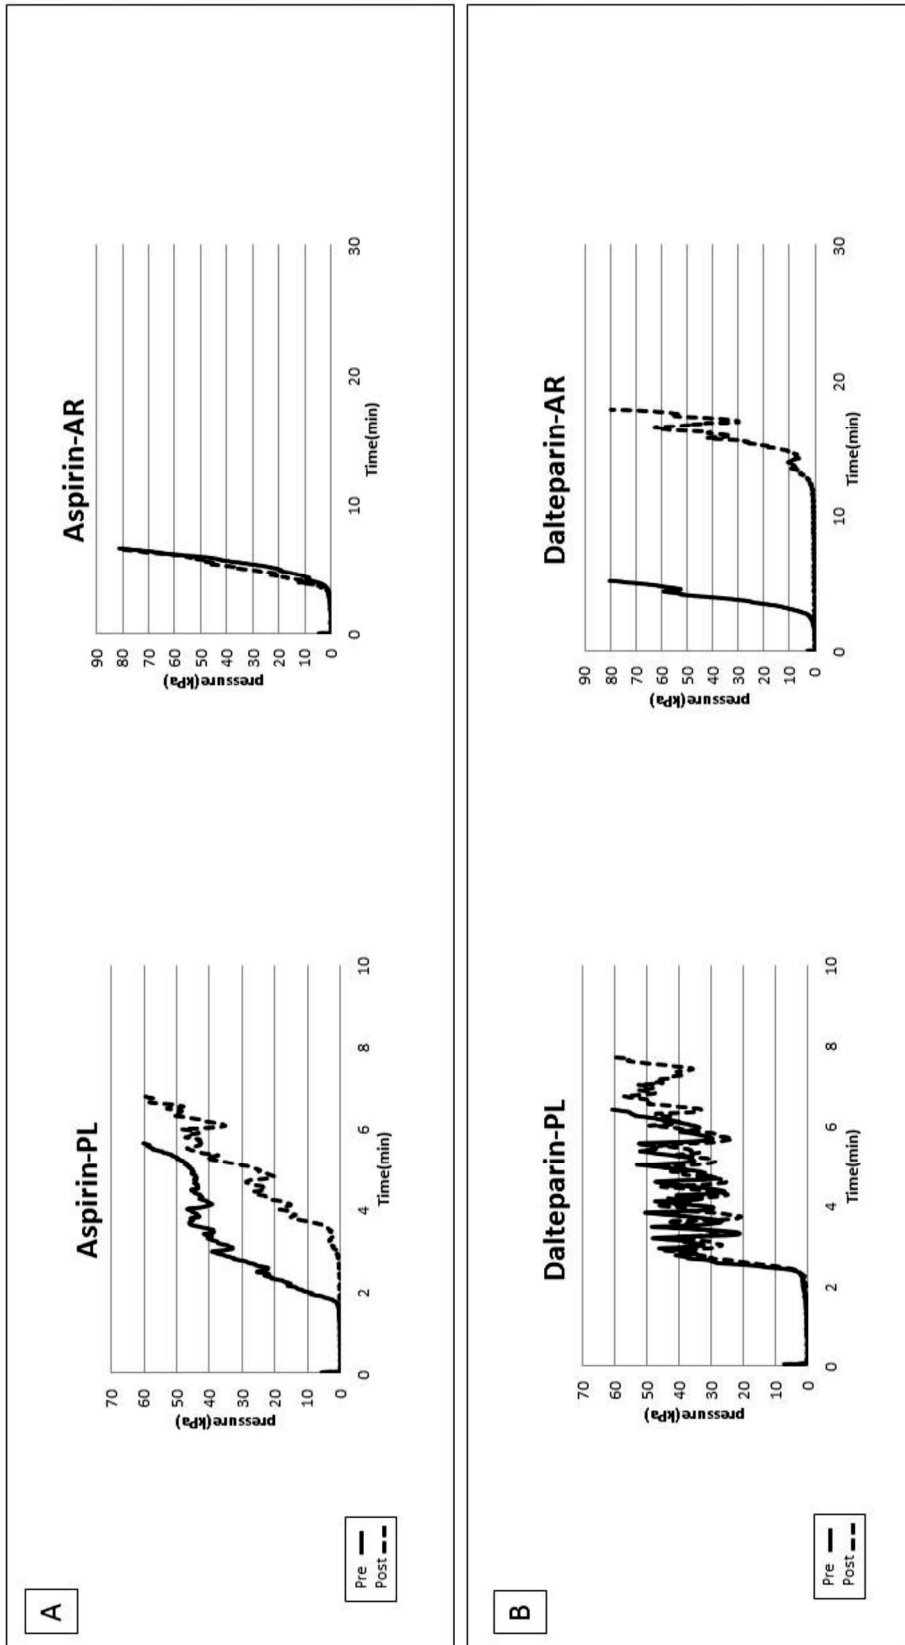 A
Aspirin-PL
pressure(kPa)
70
60
50
40
30
20
10
0
0 2 4 6 8 10
Time(min)
Aspirin-AR
pressure(kPa)
90
80
70
60
50
40
30
20
10
0
0 10 20 30
Time(min)
Pre
Post
B
Dalteparin-PL
pressure(kPa)
70
60
50
40
30
20
10
0
0 2 4 6 8 10
Time(min)
Dalteparin-AR
pressure(kPa)
90
80
70
60
50
40
30
20
10
0
0 10 20 30
Time(min)
Pre
Post